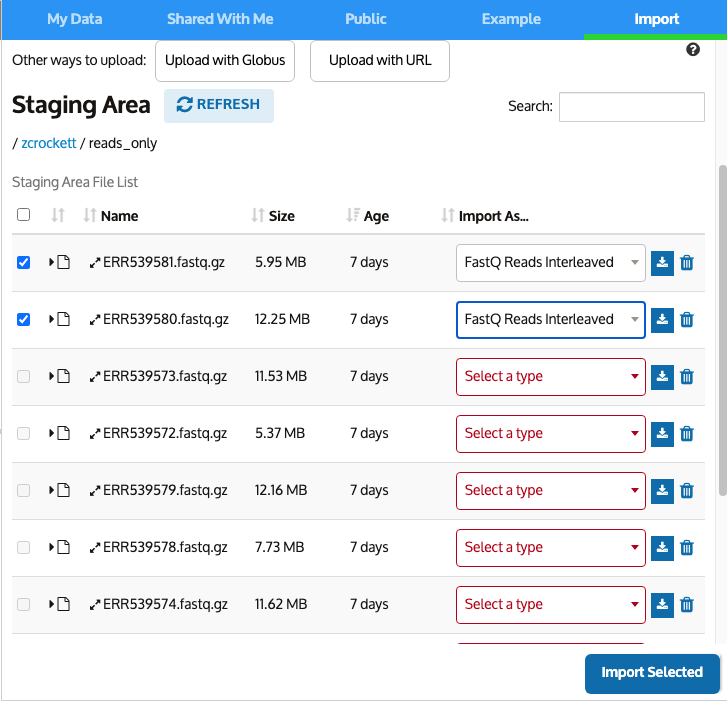 My Data Shared With Me Public Example Import
Other ways to upload: Upload with Globus Upload with URL ?
Staging Area REFRESH Search:
/ zcrockett / reads_only
Staging Area File List
Name Size Age Import As...
ERR539581.fastq.gz 5.95 MB 7 days FastQ Reads Interleaved
ERR539580.fastq.gz 12.25 MB 7 days FastQ Reads Interleaved
ERR539573.fastq.gz 11.53 MB 7 days Select a type
ERR539572.fastq.gz 5.37 MB 7 days Select a type
ERR539579.fastq.gz 12.16 MB 7 days Select a type
ERR539578.fastq.gz 7.73 MB 7 days Select a type
ERR539574.fastq.gz 11.62 MB 7 days Select a type
Import Selected